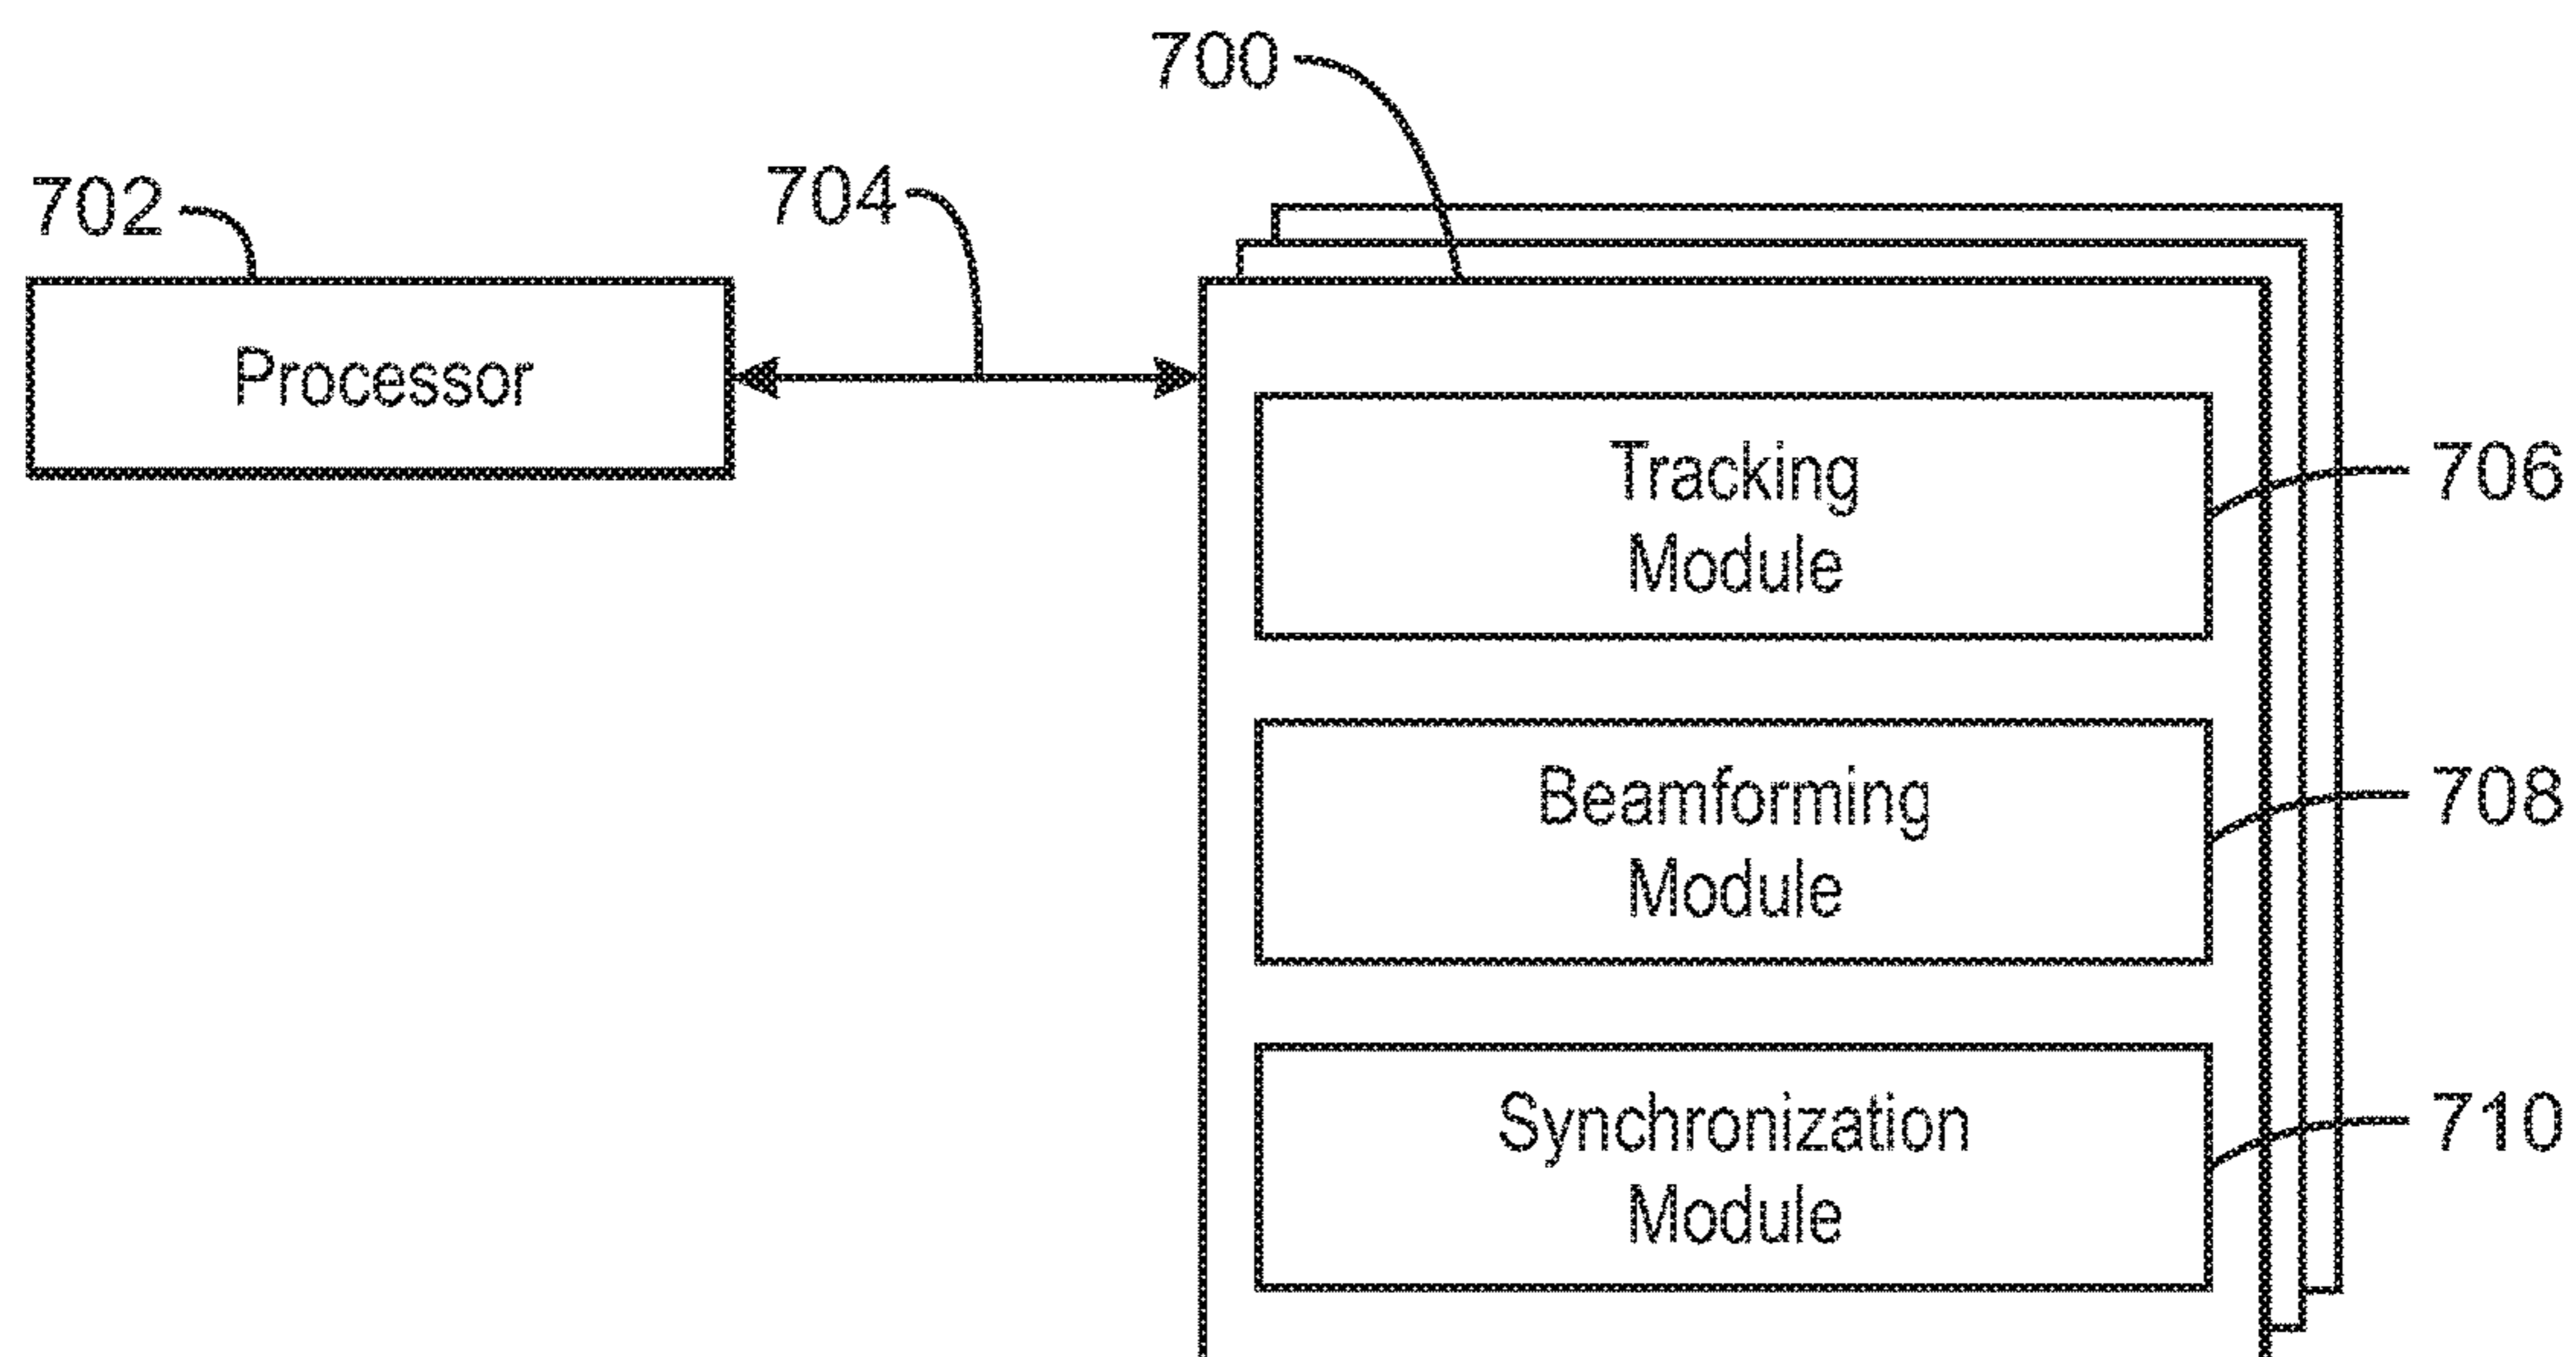 700
702
704
Processor
Tracking
Module
706
Beamforming
Module
708
Synchronization
Module
710